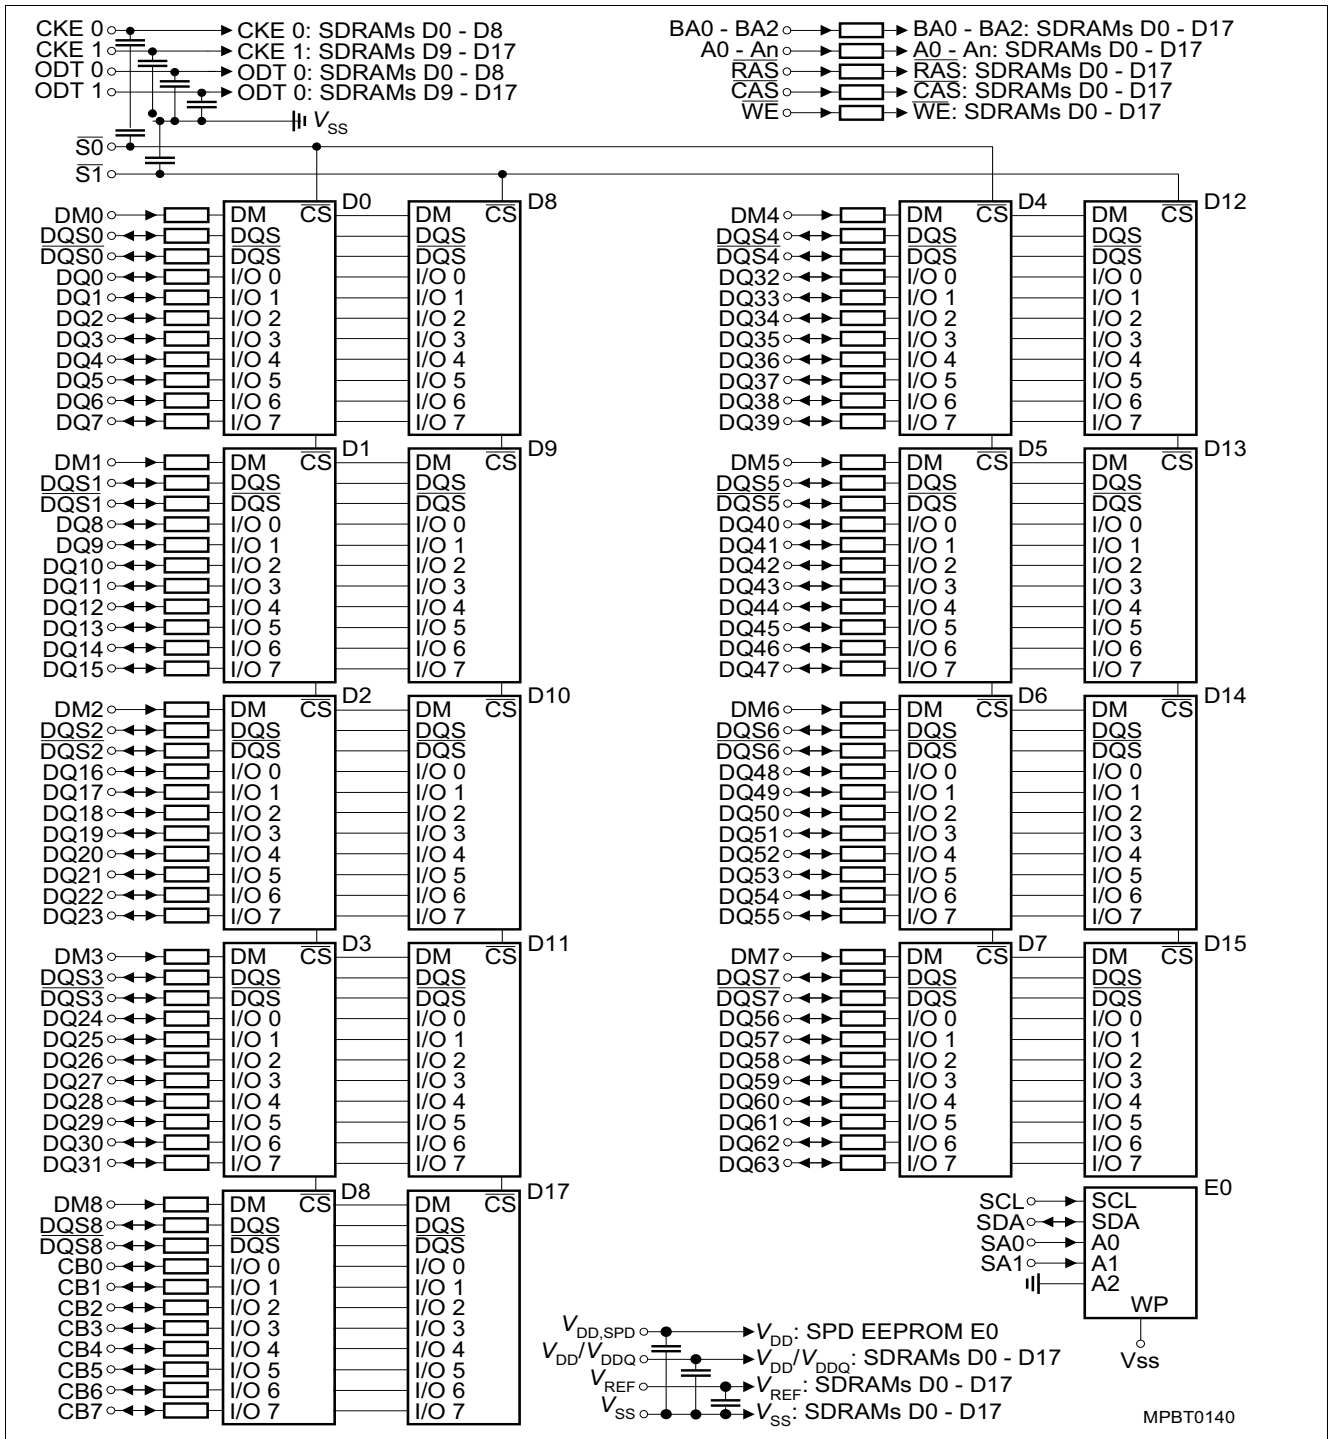 CKE 0 CKE 0: SDRAMs D0 - D8
CKE 1 CKE 1: SDRAMs D9 - D17
ODT 0 ODT 0: SDRAMs D0 - D8
ODT 1 ODT 0: SDRAMs D9 - D17
VSS
S0
S1
BA0 - BA2 BA0 - BA2: SDRAMs D0 - D17
A0 - An A0 - An: SDRAMs D0 - D17
RAS RAS: SDRAMs D0 - D17
CAS CAS: SDRAMs D0 - D17
WE WE: SDRAMs D0 - D17
D0 D8
DM0 DM CS DM CS
DQS0 DQS DQS
DQS0 DQS DQS
DQ0 I/O 0 I/O 0
DQ1 I/O 1 I/O 1
DQ2 I/O 2 I/O 2
DQ3 I/O 3 I/O 3
DQ4 I/O 4 I/O 4
DQ5 I/O 5 I/O 5
DQ6 I/O 6 I/O 6
DQ7 I/O 7 I/O 7
D1 D9
DM1 DM CS DM CS
DQS1 DQS DQS
DQS1 DQS DQS
DQ8 I/O 0 I/O 0
DQ9 I/O 1 I/O 1
DQ10 I/O 2 I/O 2
DQ11 I/O 3 I/O 3
DQ12 I/O 4 I/O 4
DQ13 I/O 5 I/O 5
DQ14 I/O 6 I/O 6
DQ15 I/O 7 I/O 7
D2 D10
DM2 DM CS DM CS
DQS2 DQS DQS
DQS2 DQS DQS
DQ16 I/O 0 I/O 0
DQ17 I/O 1 I/O 1
DQ18 I/O 2 I/O 2
DQ19 I/O 3 I/O 3
DQ20 I/O 4 I/O 4
DQ21 I/O 5 I/O 5
DQ22 I/O 6 I/O 6
DQ23 I/O 7 I/O 7
D3 D11
DM3 DM CS DM CS
DQS3 DQS DQS
DQS3 DQS DQS
DQ24 I/O 0 I/O 0
DQ25 I/O 1 I/O 1
DQ26 I/O 2 I/O 2
DQ27 I/O 3 I/O 3
DQ28 I/O 4 I/O 4
DQ29 I/O 5 I/O 5
DQ30 I/O 6 I/O 6
DQ31 I/O 7 I/O 7
D8 D17
DM8 DM CS DM CS
DQS8 DQS DQS
DQS8 DQS DQS
CB0 I/O 0 I/O 0
CB1 I/O 1 I/O 1
CB2 I/O 2 I/O 2
CB3 I/O 3 I/O 3
CB4 I/O 4 I/O 4
CB5 I/O 5 I/O 5
CB6 I/O 6 I/O 6
CB7 I/O 7 I/O 7
D4 D12
DM4 DM CS DM CS
DQS4 DQS DQS
DQS4 DQS DQS
DQ32 I/O 0 I/O 0
DQ33 I/O 1 I/O 1
DQ34 I/O 2 I/O 2
DQ35 I/O 3 I/O 3
DQ36 I/O 4 I/O 4
DQ37 I/O 5 I/O 5
DQ38 I/O 6 I/O 6
DQ39 I/O 7 I/O 7
D5 D13
DM5 DM CS DM CS
DQS5 DQS DQS
DQS5 DQS DQS
DQ40 I/O 0 I/O 0
DQ41 I/O 1 I/O 1
DQ42 I/O 2 I/O 2
DQ43 I/O 3 I/O 3
DQ44 I/O 4 I/O 4
DQ45 I/O 5 I/O 5
DQ46 I/O 6 I/O 6
DQ47 I/O 7 I/O 7
D6 D14
DM6 DM CS DM CS
DQS6 DQS DQS
DQS6 DQS DQS
DQ48 I/O 0 I/O 0
DQ49 I/O 1 I/O 1
DQ50 I/O 2 I/O 2
DQ51 I/O 3 I/O 3
DQ52 I/O 4 I/O 4
DQ53 I/O 5 I/O 5
DQ54 I/O 6 I/O 6
DQ55 I/O 7 I/O 7
D7 D15
DM7 DM CS DM CS
DQS7 DQS DQS
DQS7 DQS DQS
DQ56 I/O 0 I/O 0
DQ57 I/O 1 I/O 1
DQ58 I/O 2 I/O 2
DQ59 I/O 3 I/O 3
DQ60 I/O 4 I/O 4
DQ61 I/O 5 I/O 5
DQ62 I/O 6 I/O 6
DQ63 I/O 7 I/O 7
E0
SCL SCL
SDA SDA
SA0 A0
SA1 A1
A2
WP
Vss
VDD,SPD VDD: SPD EEPROM E0
VDD/VDDQ VDD/VDDQ: SDRAMs D0 - D17
VREF VREF: SDRAMs D0 - D17
VSS VSS: SDRAMs D0 - D17
MPBT0140